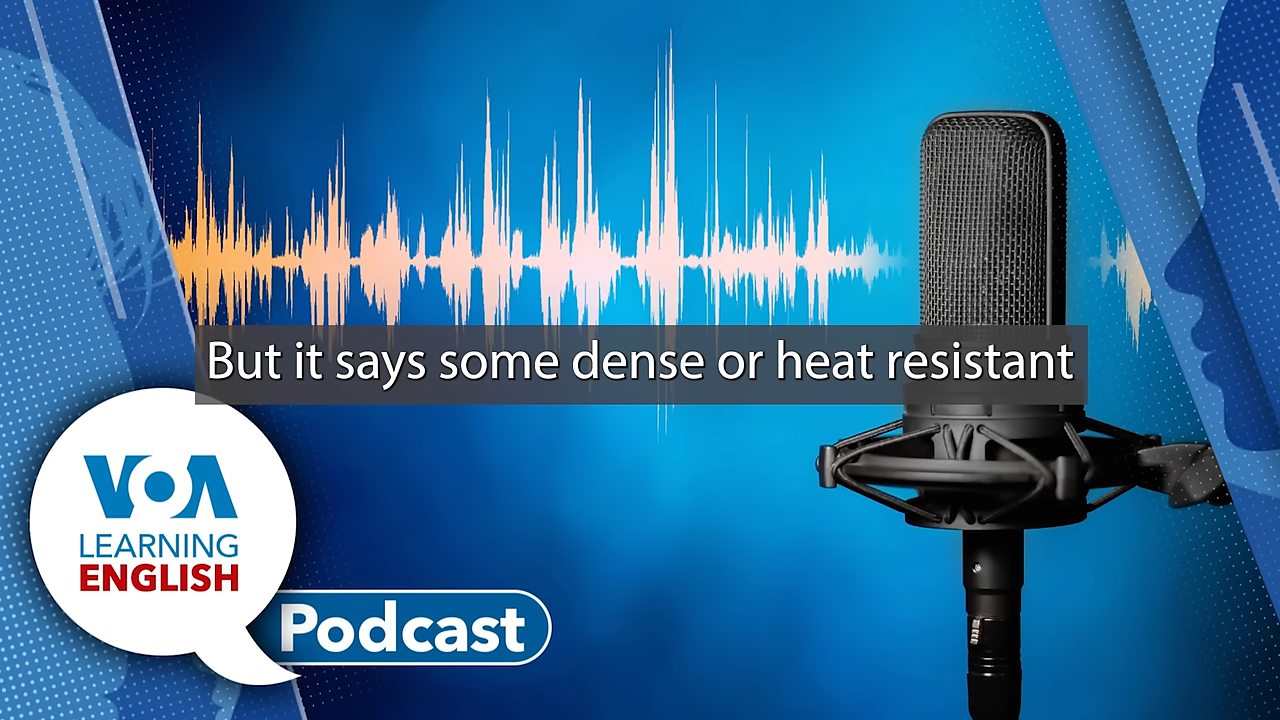 But it says some dense or heat resistant
VOA
LEARNING
ENGLISH
Podcast